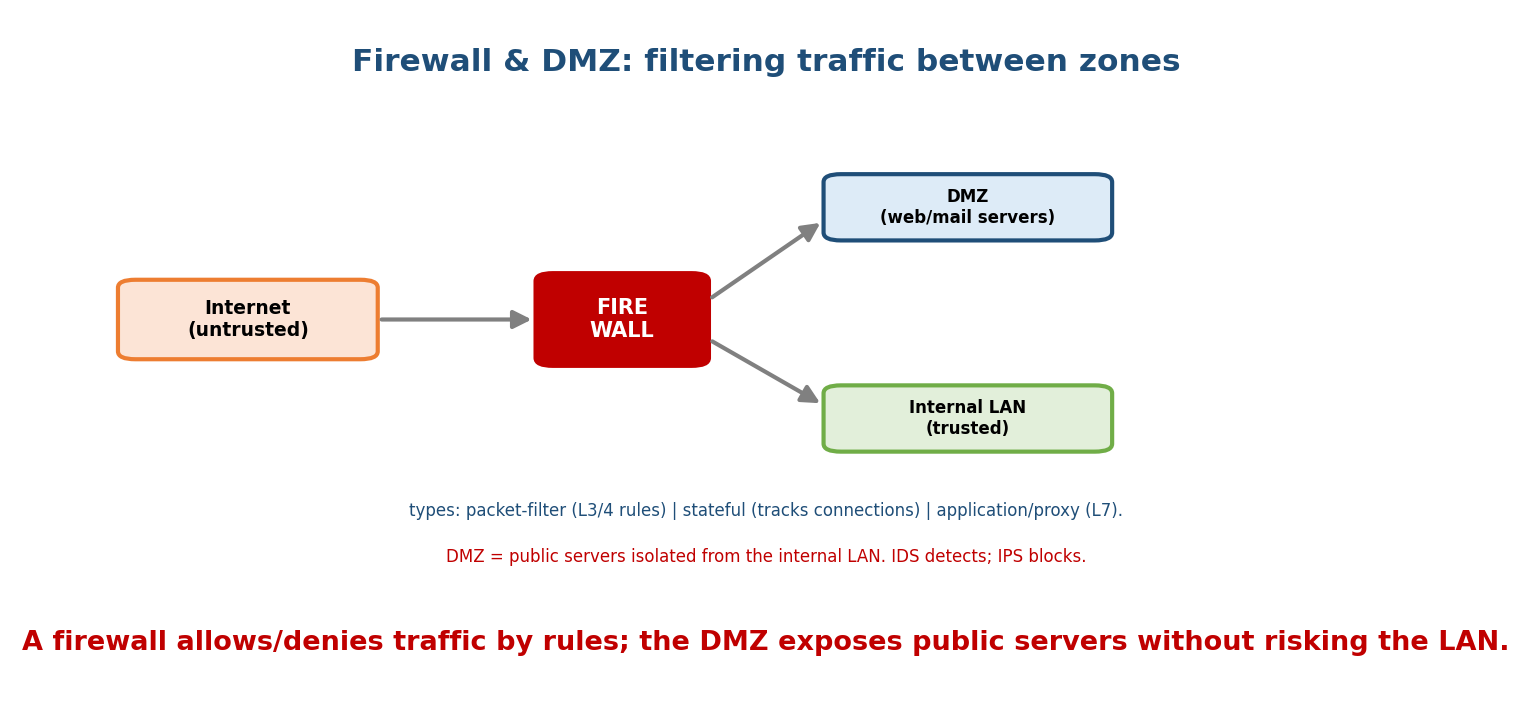 Firewall & DMZ: filtering traffic between zones
DMZ
(web/mail servers)
Internet
(untrusted)
FIRE
WALL
Internal LAN
(trusted)
types: packet-filter (L3/4 rules) | stateful (tracks connections) | application/proxy (L7).
DMZ = public servers isolated from the internal LAN. IDS detects; IPS blocks.
A firewall allows/denies traffic by rules; the DMZ exposes public servers without risking the LAN.